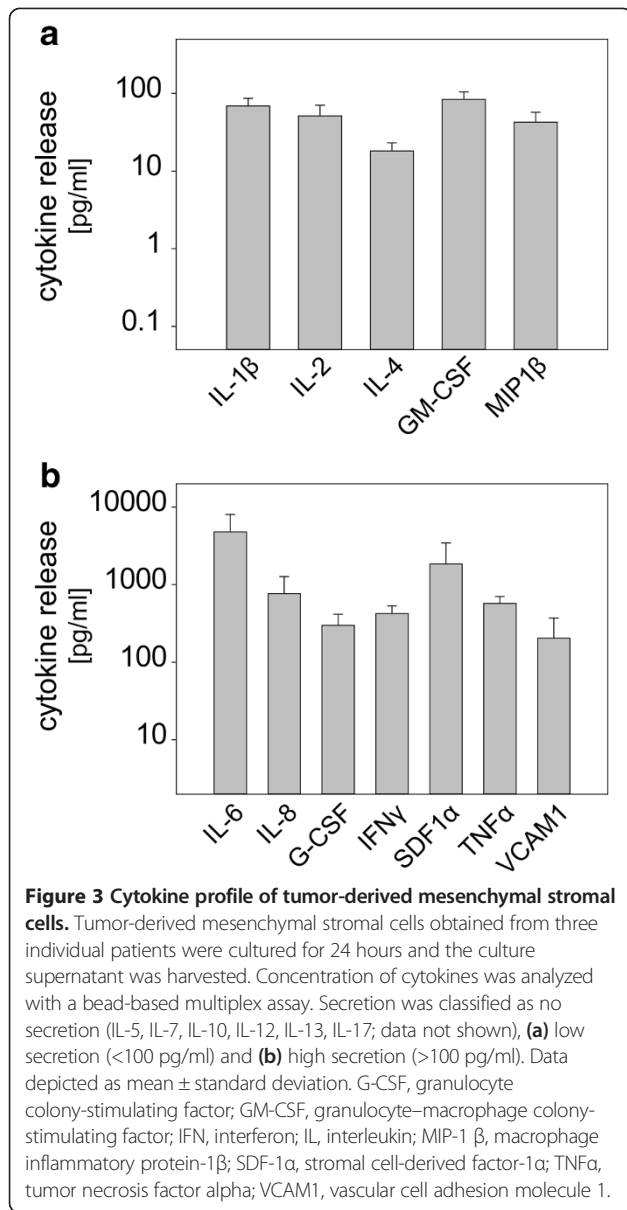 a
cytokine release
[pg/ml]
100
10
1
0.1
IL-1β
IL-2
IL-4
GM-CSF
MIP1β
b
cytokine release
[pg/ml]
10000
1000
100
10
IL-6
IL-8
G-CSF
IFNγ
SDF1α
TNFα
VCAM1
Figure 3 Cytokine profile of tumor-derived mesenchymal stromal
cells. Tumor-derived mesenchymal stromal cells obtained from three
individual patients were cultured for 24 hours and the culture
supernatant was harvested. Concentration of cytokines was analyzed
with a bead-based multiplex assay. Secretion was classified as no
secretion (IL-5, IL-7, IL-10, IL-12, IL-13, IL-17; data not shown), (a) low
secretion (<100 pg/ml) and (b) high secretion (>100 pg/ml). Data
depicted as mean ± standard deviation. G-CSF, granulocyte
colony-stimulating factor; GM-CSF, granulocyte–macrophage colony-
stimulating factor; IFN, interferon; IL, interleukin; MIP-1 β, macrophage
inflammatory protein-1β; SDF-1α, stromal cell-derived factor-1α; TNFα,
tumor necrosis factor alpha; VCAM1, vascular cell adhesion molecule 1.